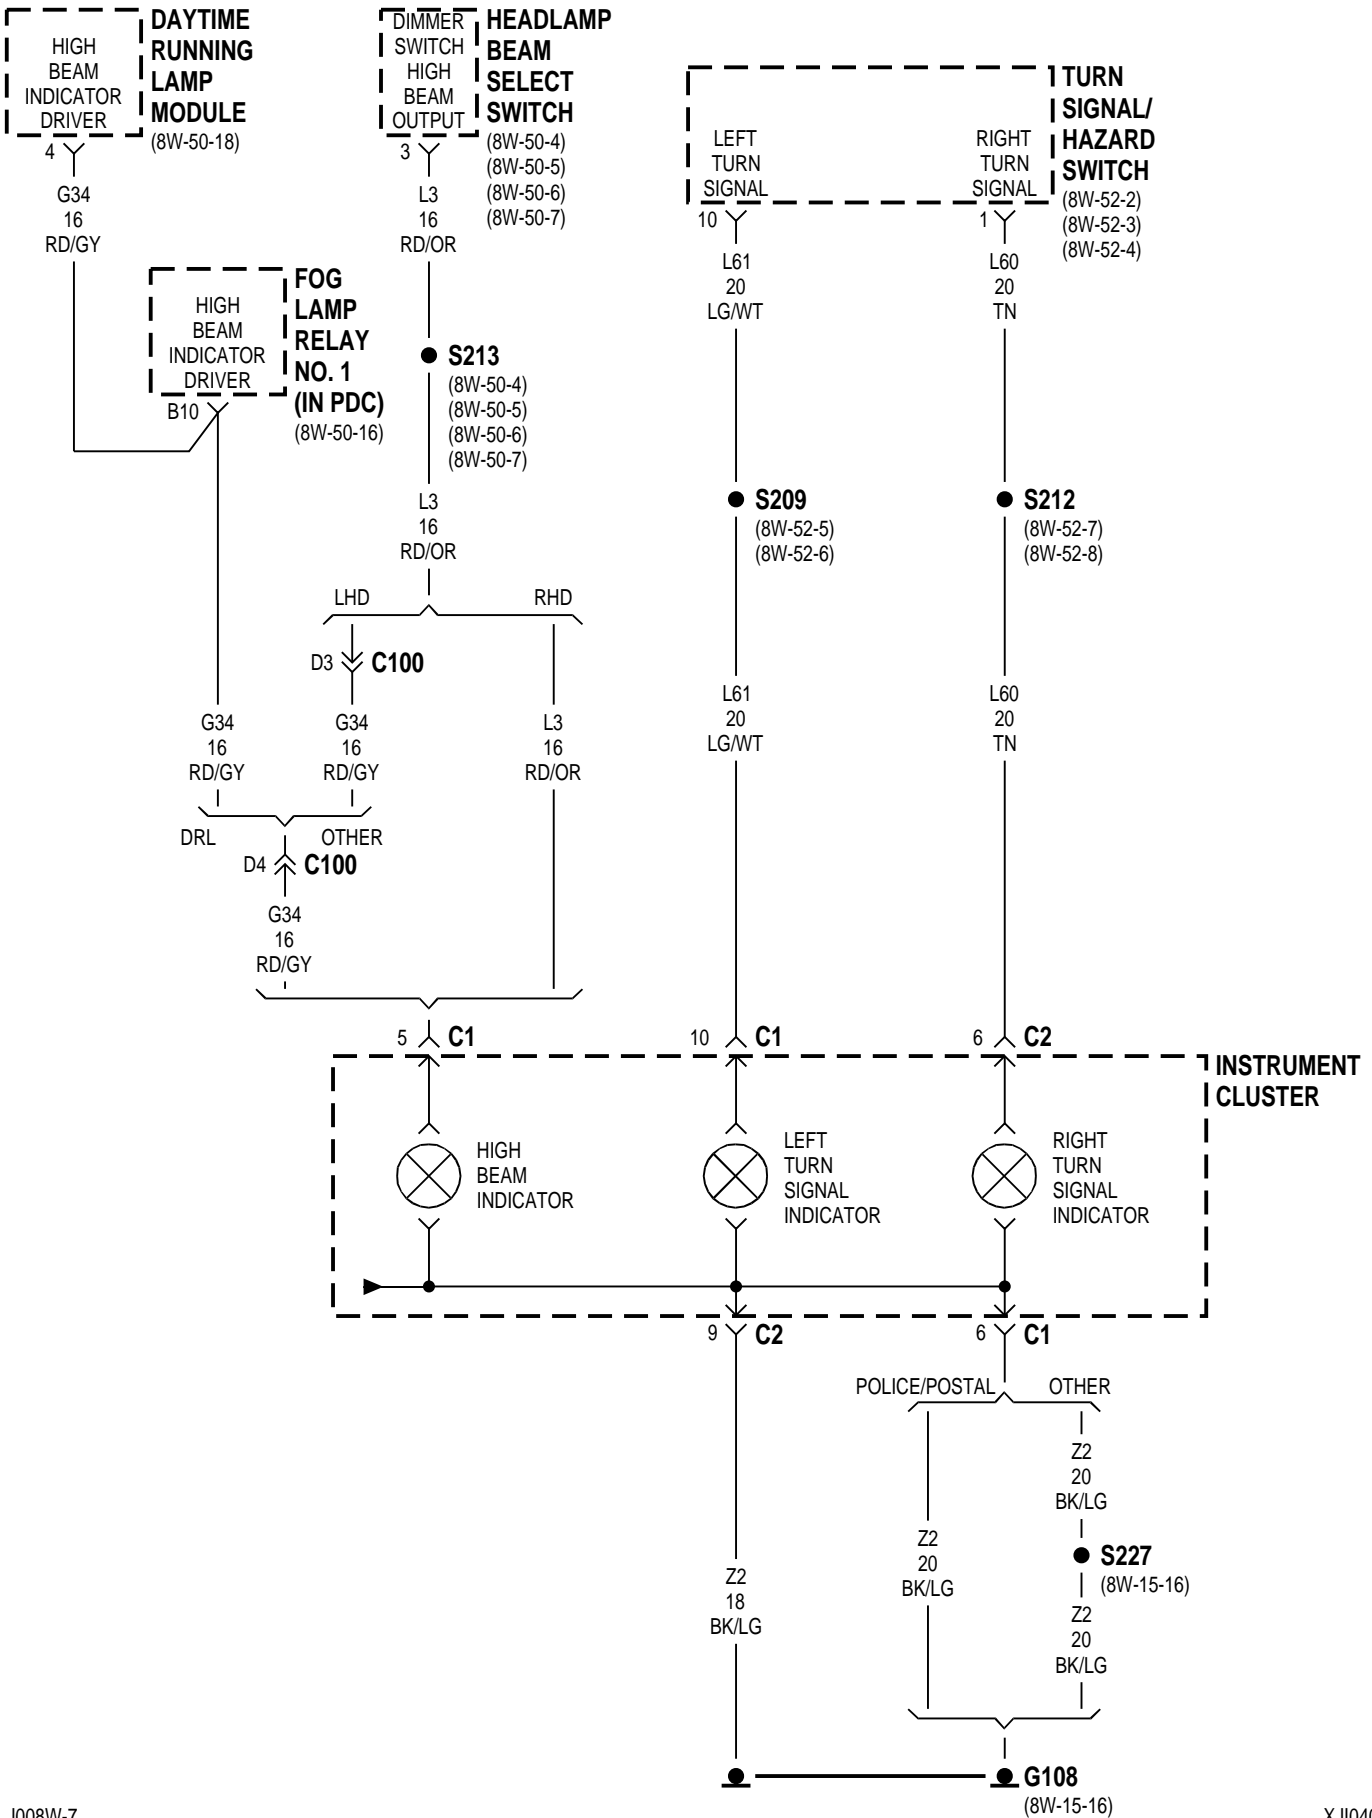 HIGH
BEAM
INDICATOR
DRIVER
DAYTIME
RUNNING
LAMP
MODULE
(8W-50-18)
4
G34
16
RD/GY
DIMMER
SWITCH
HIGH
BEAM
OUTPUT
HEADLAMP
BEAM
SELECT
SWITCH
(8W-50-4)
(8W-50-5)
(8W-50-6)
(8W-50-7)
3
L3
16
RD/OR
LEFT
TURN
SIGNAL
RIGHT
TURN
SIGNAL
TURN
SIGNAL/
HAZARD
SWITCH
(8W-52-2)
(8W-52-3)
(8W-52-4)
10
L61
20
LG/WT
1
L60
20
TN
HIGH
BEAM
INDICATOR
DRIVER
FOG
LAMP
RELAY
NO. 1
(IN PDC)
(8W-50-16)
B10
S213
(8W-50-4)
(8W-50-5)
(8W-50-6)
(8W-50-7)
L3
16
RD/OR
S209
(8W-52-5)
(8W-52-6)
S212
(8W-52-7)
(8W-52-8)
LHD
RHD
D3
C100
G34
16
RD/GY
G34
16
RD/GY
L3
16
RD/OR
L61
20
LG/WT
L60
20
TN
DRL
OTHER
D4
C100
G34
16
RD/GY
5
C1
10
C1
6
C2
INSTRUMENT
CLUSTER
HIGH
BEAM
INDICATOR
LEFT
TURN
SIGNAL
INDICATOR
RIGHT
TURN
SIGNAL
INDICATOR
9
C2
6
C1
POLICE/POSTAL
OTHER
Z2
20
BK/LG
S227
(8W-15-16)
Z2
20
BK/LG
Z2
20
BK/LG
Z2
18
BK/LG
G108
(8W-15-16)
J008W-7